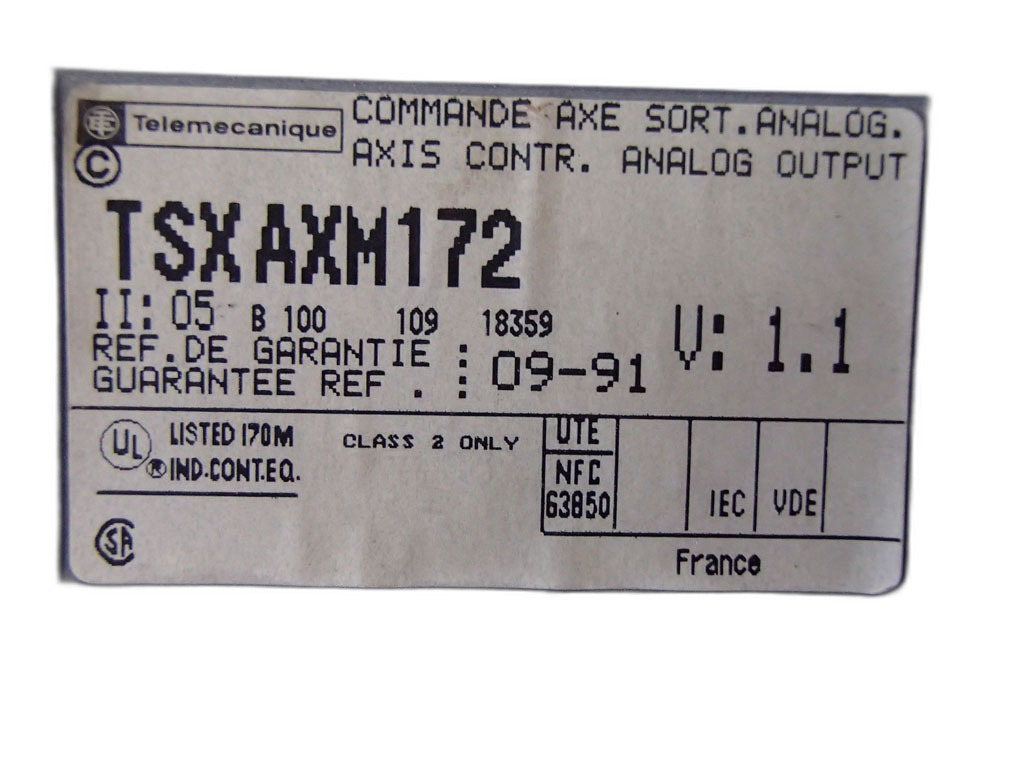 Telemecanique
COMMANDE AXE SORT.ANALOG.
AXIS CONTR. ANALOG OUTPUT
©
TSXAXM172
II: 05 B 100 109 18359
V: 1.1
REF.DE GARANTIE :
GUARANTEE REF . : 09-91
UL ® LISTED 170M
IND.CONT.EQ.
CLASS 2 ONLY
UTE
NFC
63850
IEC
VDE
SA
France